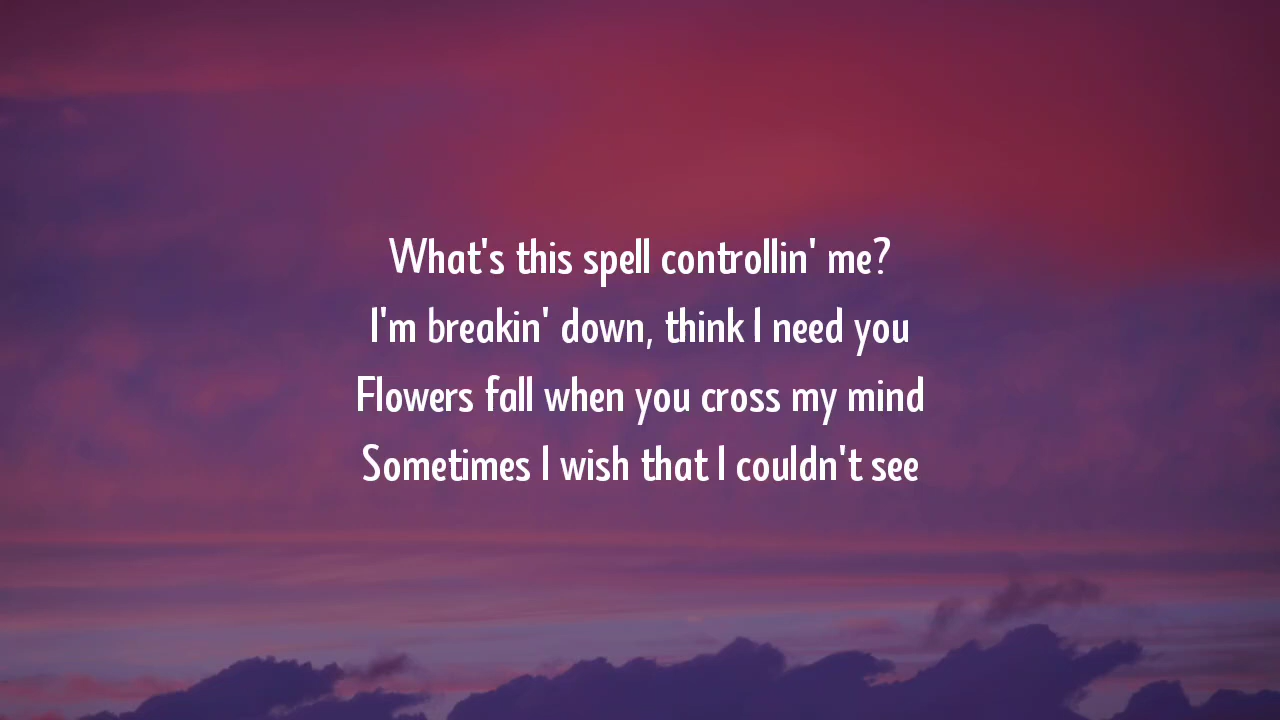 What's this spell controllin' me?
I'm breakin' down, think I need you
Flowers fall when you cross my mind
Sometimes I wish that I couldn't see